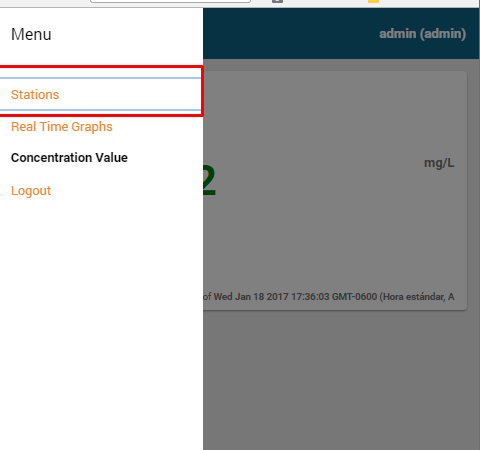 Menu
admin (admin)
Stations
Real Time Graphs
Concentration Value
mg/L
2
Logout
of Wed Jan 18 2017 17:36:03 GMT-0600 (Hora estándar, A